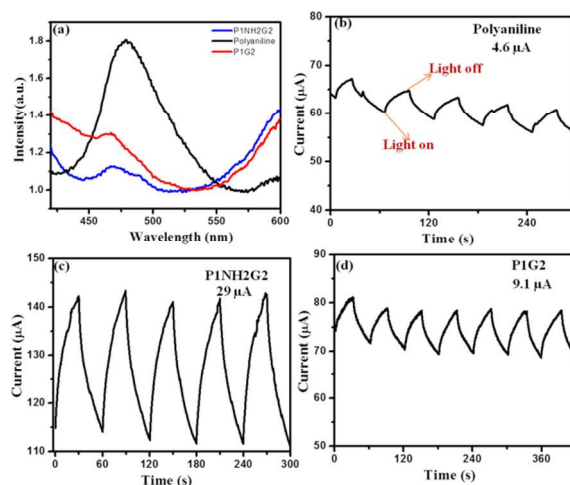 (a)
P1NH2G2
Polyaniline
P1G2
Intensity(a.u.)
1.8
1.6
1.4
1.2
1.0
450
500
550
600
Wavelength (nm)
(b)
Polyaniline
4.6 µA
Light off
Light on
Current (µA)
80
70
60
50
40
0
60
120
180
240
Time (s)
(c)
P1NH2G2
29 µA
Current (µA)
150
140
130
120
110
0
60
120
180
240
300
Time (s)
(d)
P1G2
9.1 µA
Current (µA)
90
80
70
60
50
0
120
240
360
Time (s)